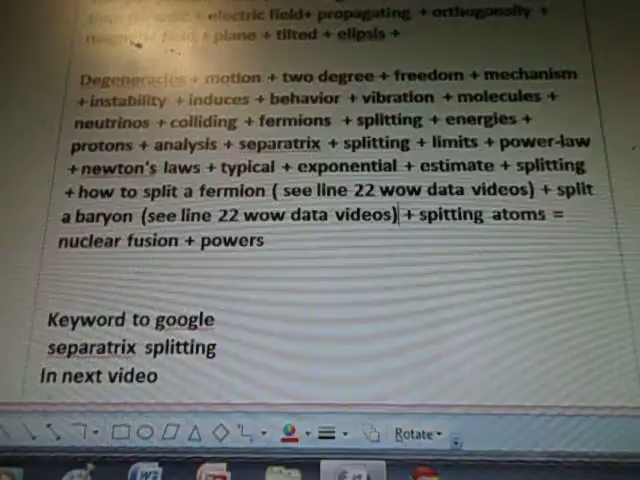 + electric field+ propagating + orthogonality +
+ plane + tilted + elipsis +
Degeneracies + motion + two degree + freedom + mechanism
+ instability + induces + behavior + vibration + molecules +
neutrinos + colliding + fermions + splitting + energies +
protons + analysis + separatrix + splitting + limits + power-law
+ newton's laws + typical + exponential + estimate + splitting
+ how to split a fermion ( see line 22 wow data videos) + split
a baryon (see line 22 wow data videos) + spitting atoms =
nuclear fusion + powers
Keyword to google
separatrix splitting
In next video
Rotate